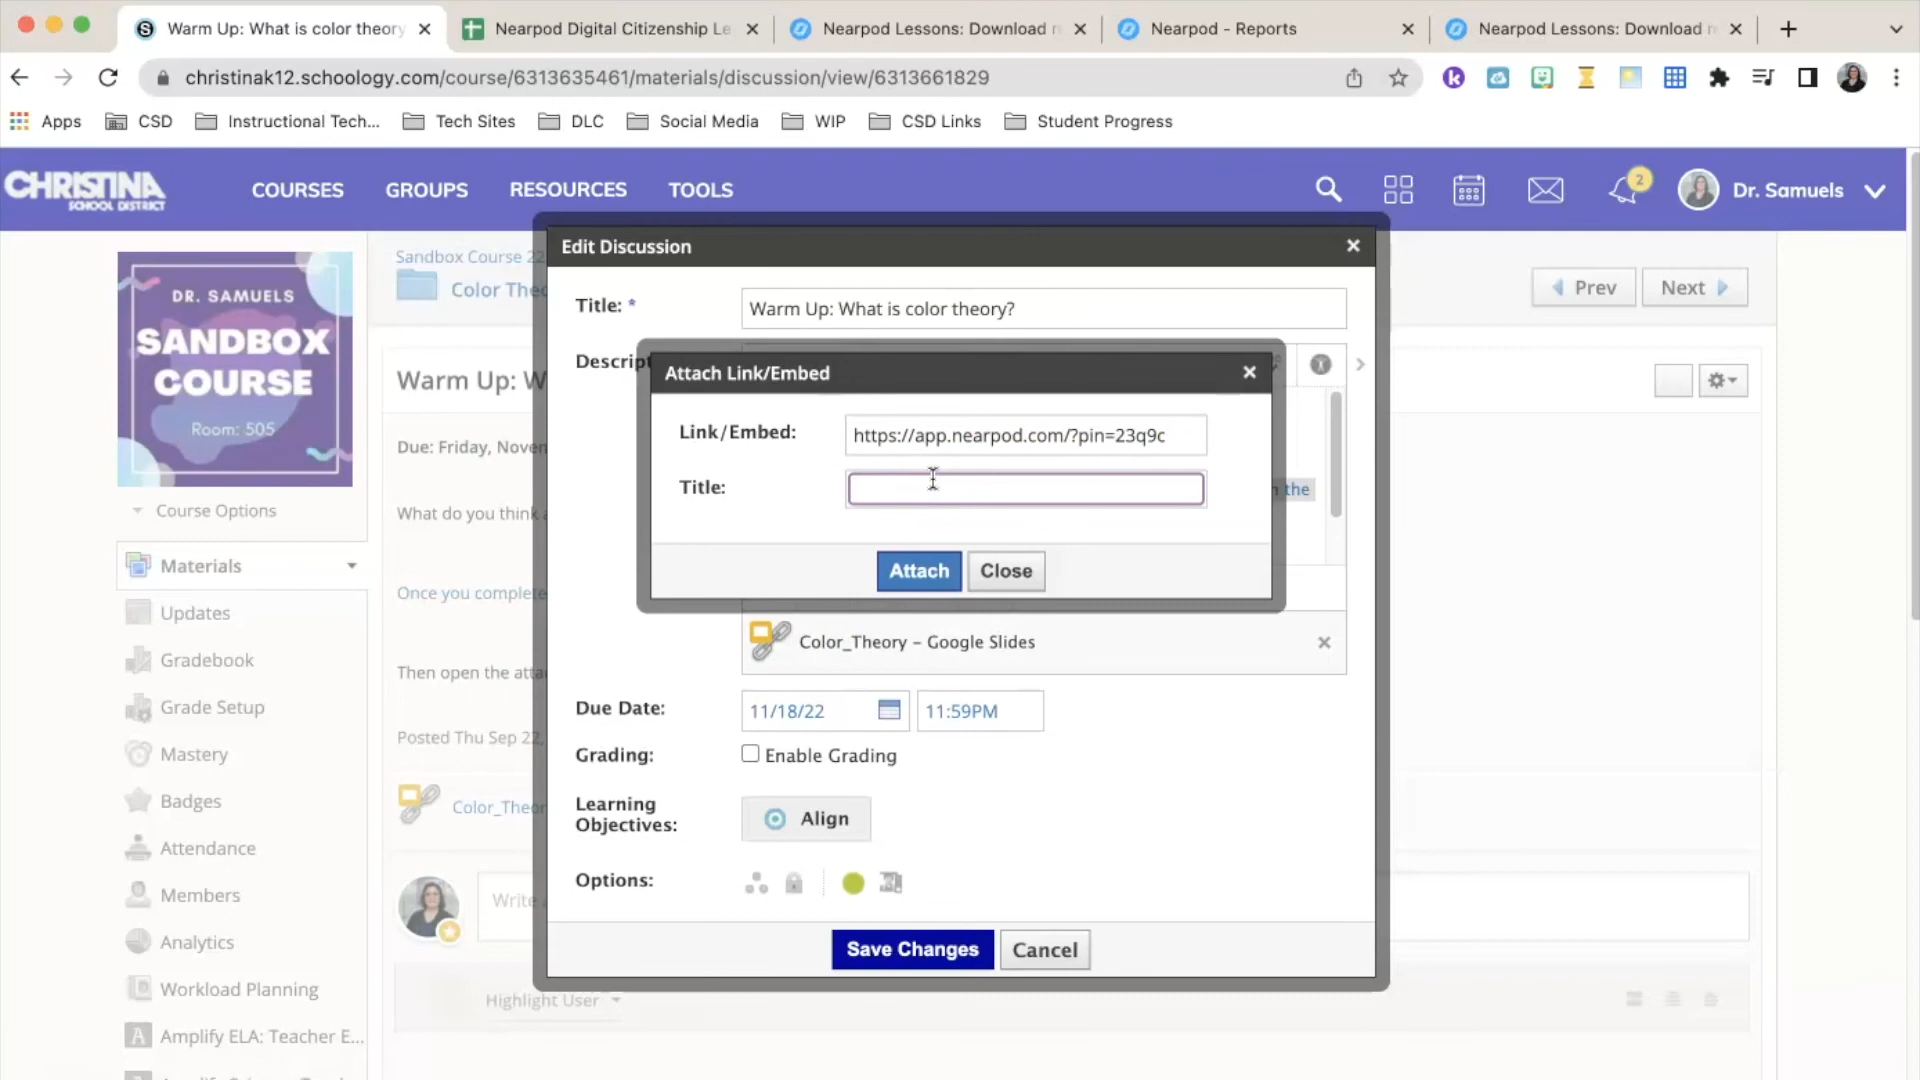 Warm Up: What is color theory
Nearpod Digital Citizenship Le
Nearpod Lessons: Download
Nearpod - Reports
Nearpod Lessons: Download
christinak12.schoology.com/course/6313635461/materials/discussion/view/6313661829
Apps
CSD
Instructional Tech...
Tech Sites
DLC
Social Media
WIP
CSD Links
Student Progress
CHRISTINA
SCHOOL DISTRICT
COURSES
GROUPS
RESOURCES
TOOLS
2
Dr. Samuels
DR. SAMUELS
SANDBOX
COURSE
Room: 505
Course Options
Materials
Updates
Gradebook
Grade Setup
Mastery
Badges
Attendance
Members
Analytics
Workload Planning
Amplify ELA: Teacher E...
Sandbox Course 22
Color Theo
Prev
Next
Warm Up: W
Due: Friday, Noven
What do you think a
Once you complete
Then open the atta
Posted Thu Sep 22,
Color_Theor
Write
Highlight User
Edit Discussion
Title: *
Warm Up: What is color theory?
Descript
the
Attach Link/Embed
Link/Embed:
https://app.nearpod.com/?pin=23q9c
Title:
Attach
Close
Color_Theory – Google Slides
Due Date:
11/18/22
11:59PM
Grading:
Enable Grading
Learning
Objectives:
Align
Options:
Save Changes
Cancel